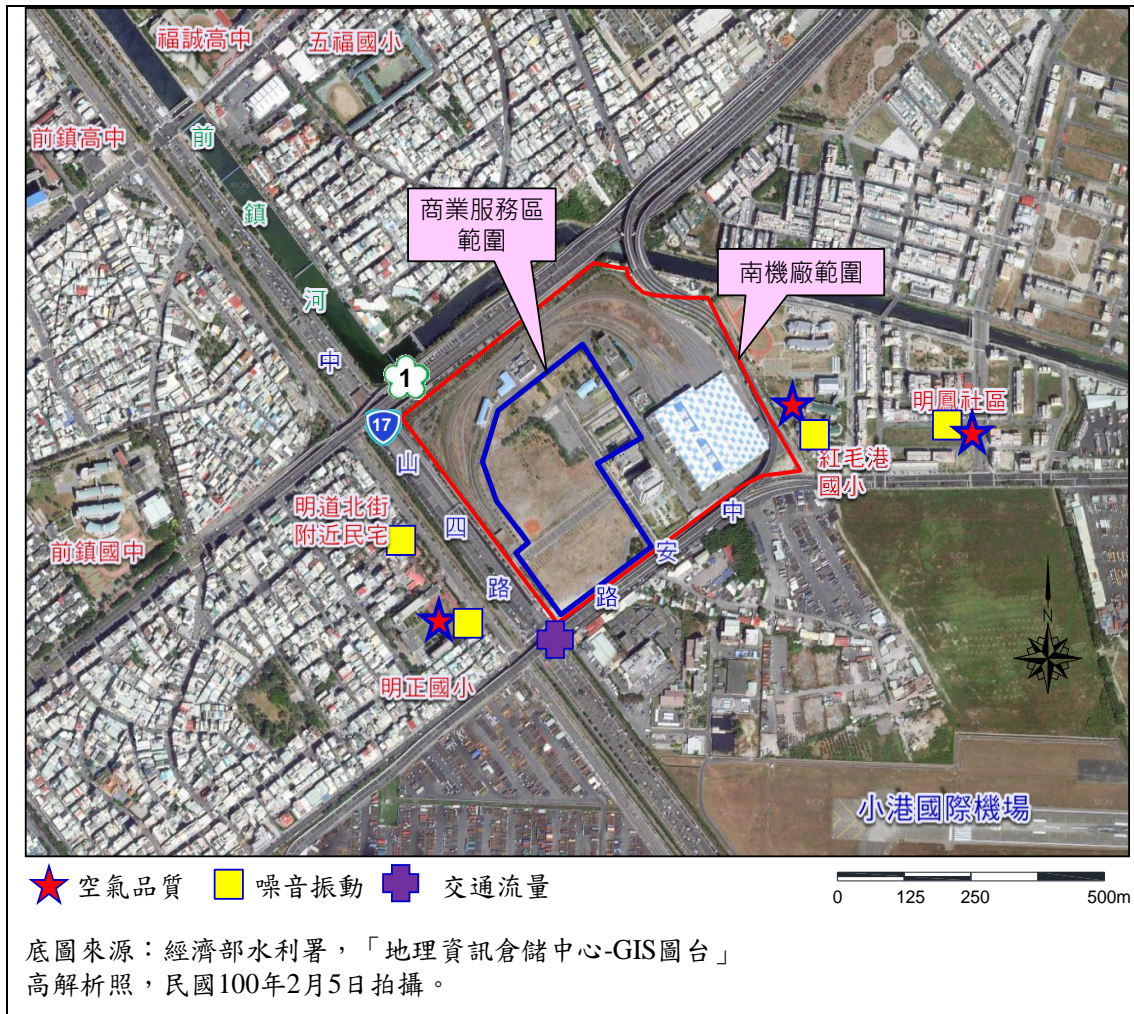 福誠高中
五福國小
前鎮高中
前
鎮
河
商業服務區
範圍
南機廠範圍
中
1
17
山
四
路
明鳳社區
紅毛港
國小
明道北街
附近民宅
前鎮國中
中
安
路
明正國小
N
小港國際機場
空氣品質
噪音振動
交通流量
0 125 250 500m
底圖來源：經濟部水利署，「地理資訊倉儲中心-GIS圖台」
高解析照，民國100年2月5日拍攝。